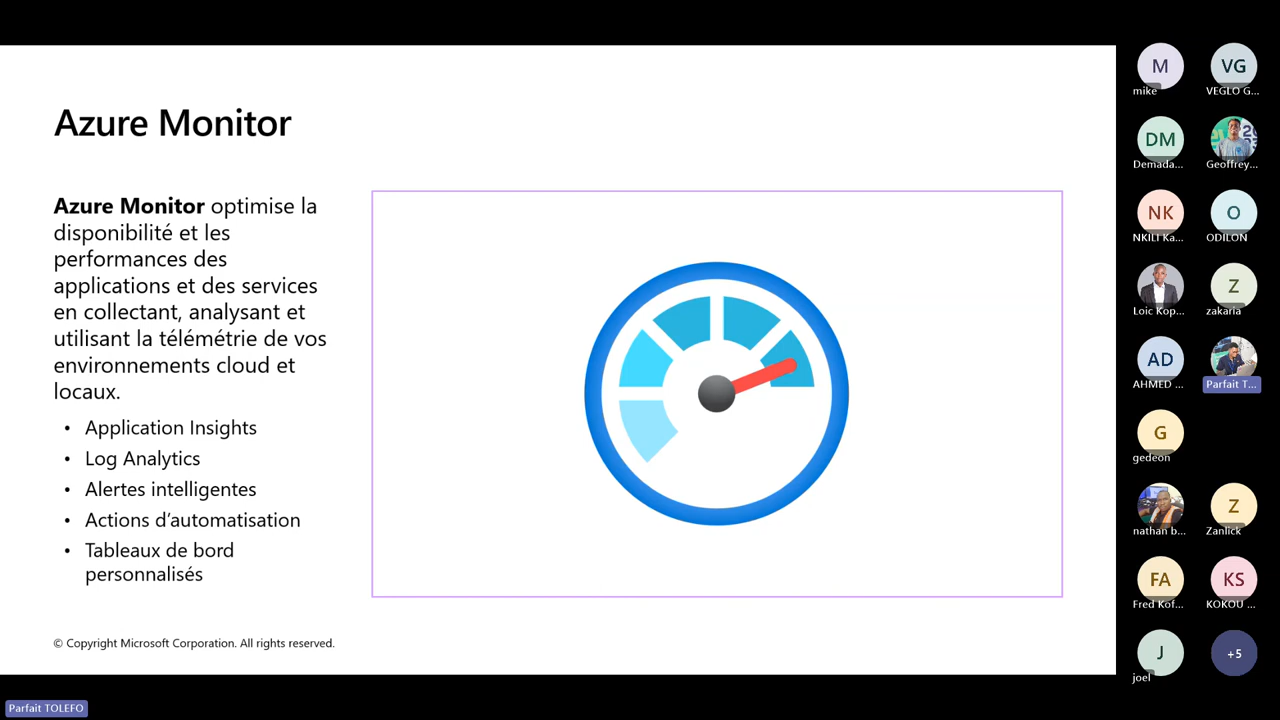 Azure Monitor
Azure Monitor optimise la
disponibilité et les
performances des
applications et des services
en collectant, analysant et
utilisant la télémétrie de vos
environnements cloud et
locaux.
• Application Insights
• Log Analytics
• Alertes intelligentes
• Actions d’automatisation
• Tableaux de bord
personnalisés
© Copyright Microsoft Corporation. All rights reserved.
Parfait TOLEFO
M
mike
VG
VEGLO G...
DM
Demada...
Geoffrey...
NK
NKILI Ka...
O
ODILON
Loic Kop...
Z
zakaria
AD
AHMED ...
Parfait T...
G
gedeon
nathan b...
Z
Zanlick
FA
Fred Kof...
KS
KOKOU ...
J
joel
+5